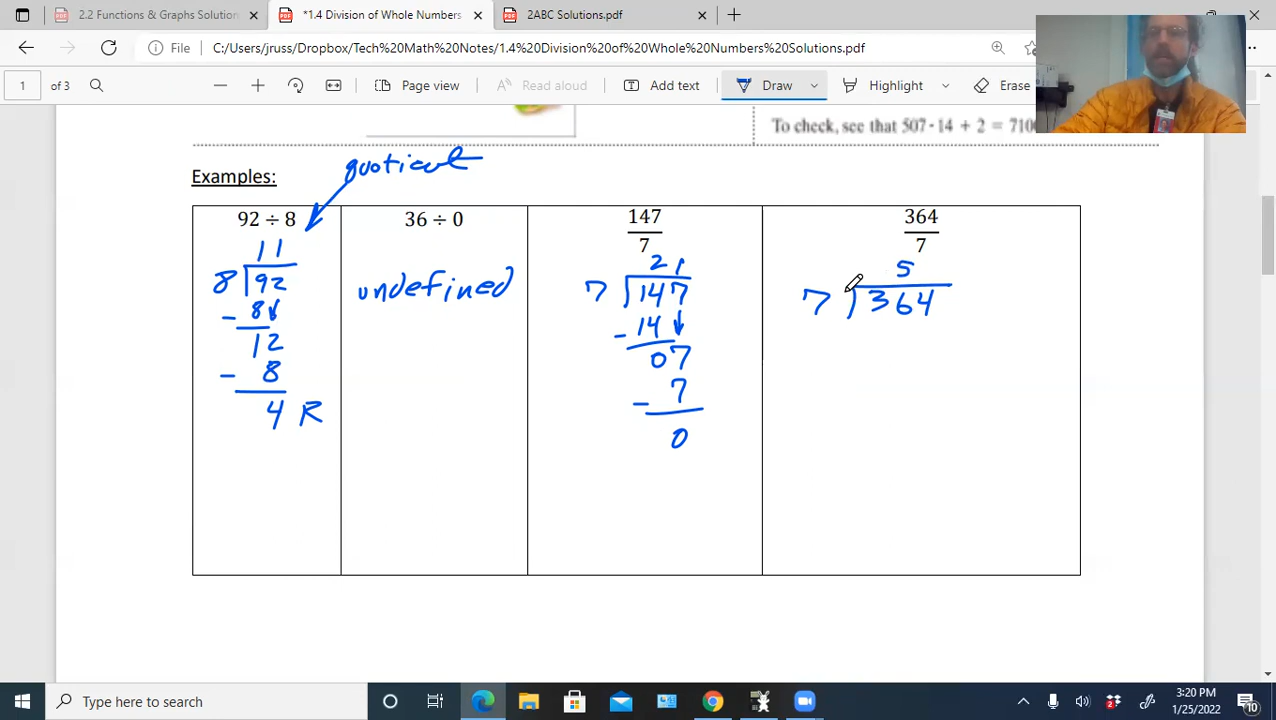 2.2 Functions & Graphs Solution
*1.4 Division of Whole Numbers
2ABC Solutions.pdf
File
C:/Users/jruss/Dropbox/Tech%20Math%20Notes/1.4%20Division%20of%20Whole%20Numbers%20Solutions.pdf
1 of 3
Page view
Read aloud
Add text
Draw
Highlight
Erase
To check, see that 507 · 14 + 2 = 7100
quotient
Examples:
92 ÷ 8
11
8 92
- 8
12
- 8
4 R
36 ÷ 0
undefined
147
7
21
7 147
- 14
07
- 7
0
364
7
5
7 364
Type here to search
3:20 PM
1/25/2022
10